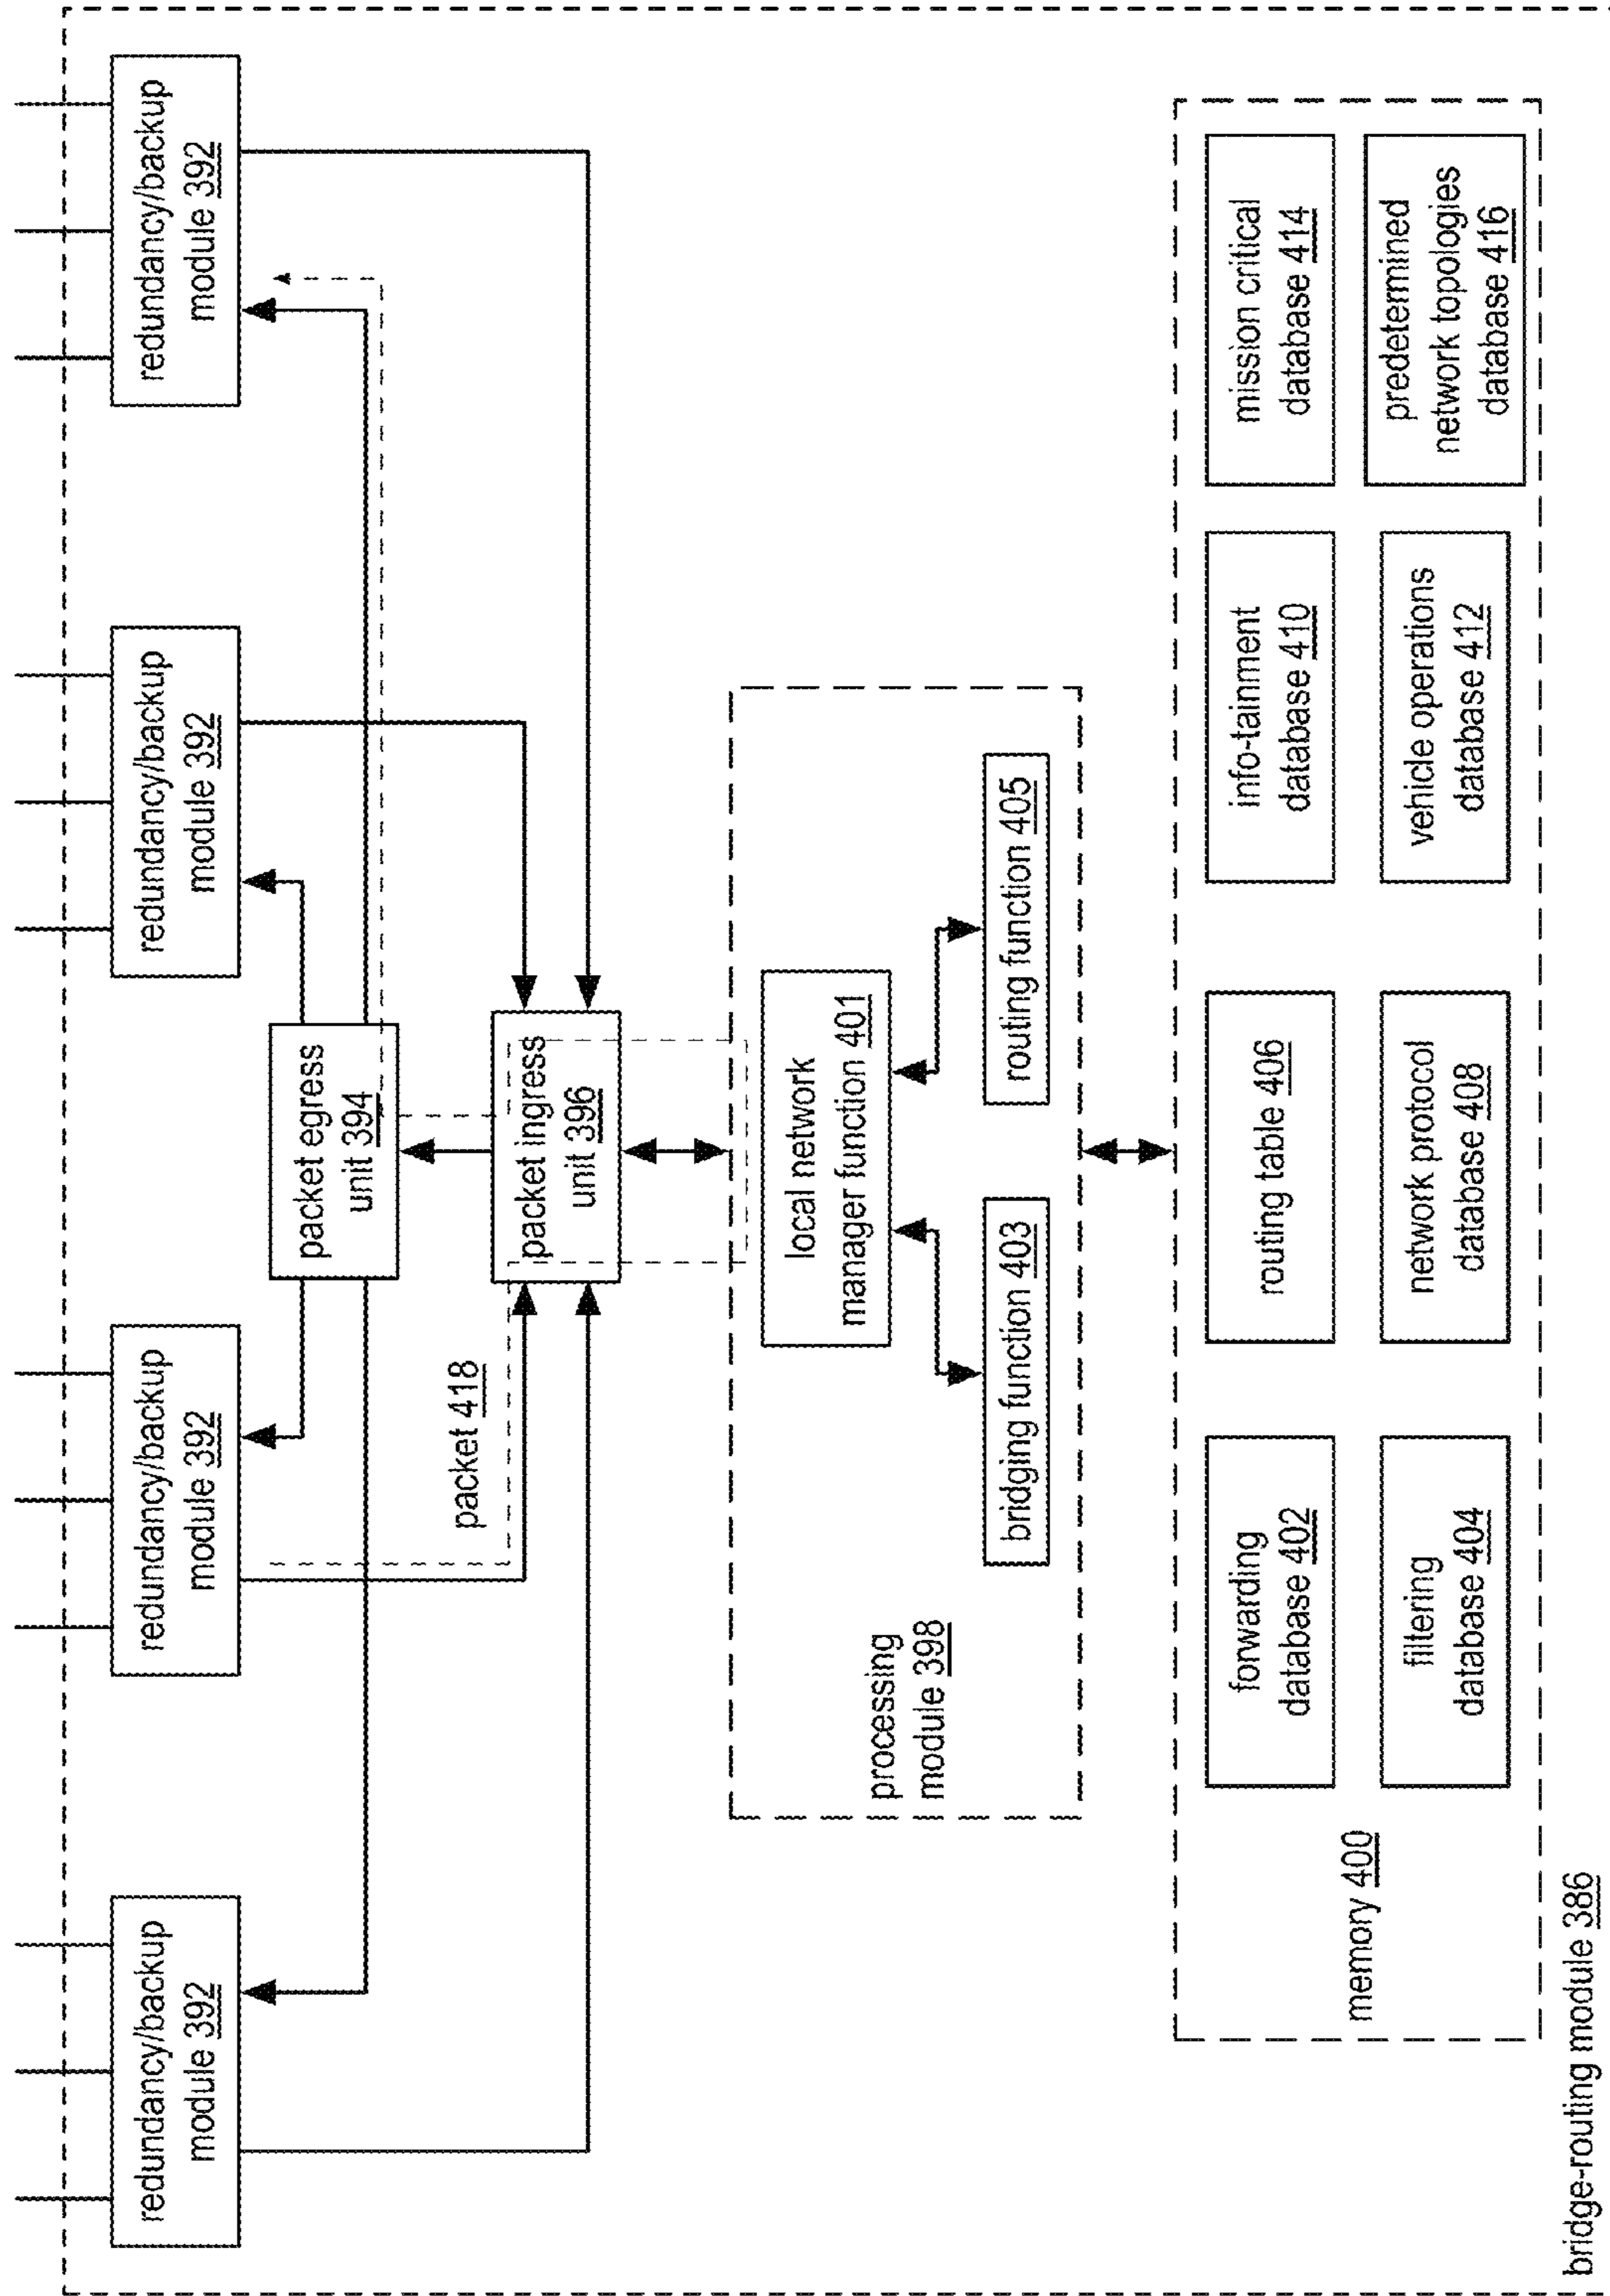 redundancy/backup
module 392
redundancy/backup
module 392
redundancy/backup
module 392
redundancy/backup
module 392
packet egress
unit 394
packet 418
packet ingress
unit 396
processing
module 398
local network
manager function 401
bridging function 403
routing function 405
memory 400
forwarding
database 402
routing table 406
info-tainment
database 410
mission critical
database 414
filtering
database 404
network protocol
database 408
vehicle operations
database 412
predetermined
network topologies
database 416
bridge-routing module 386